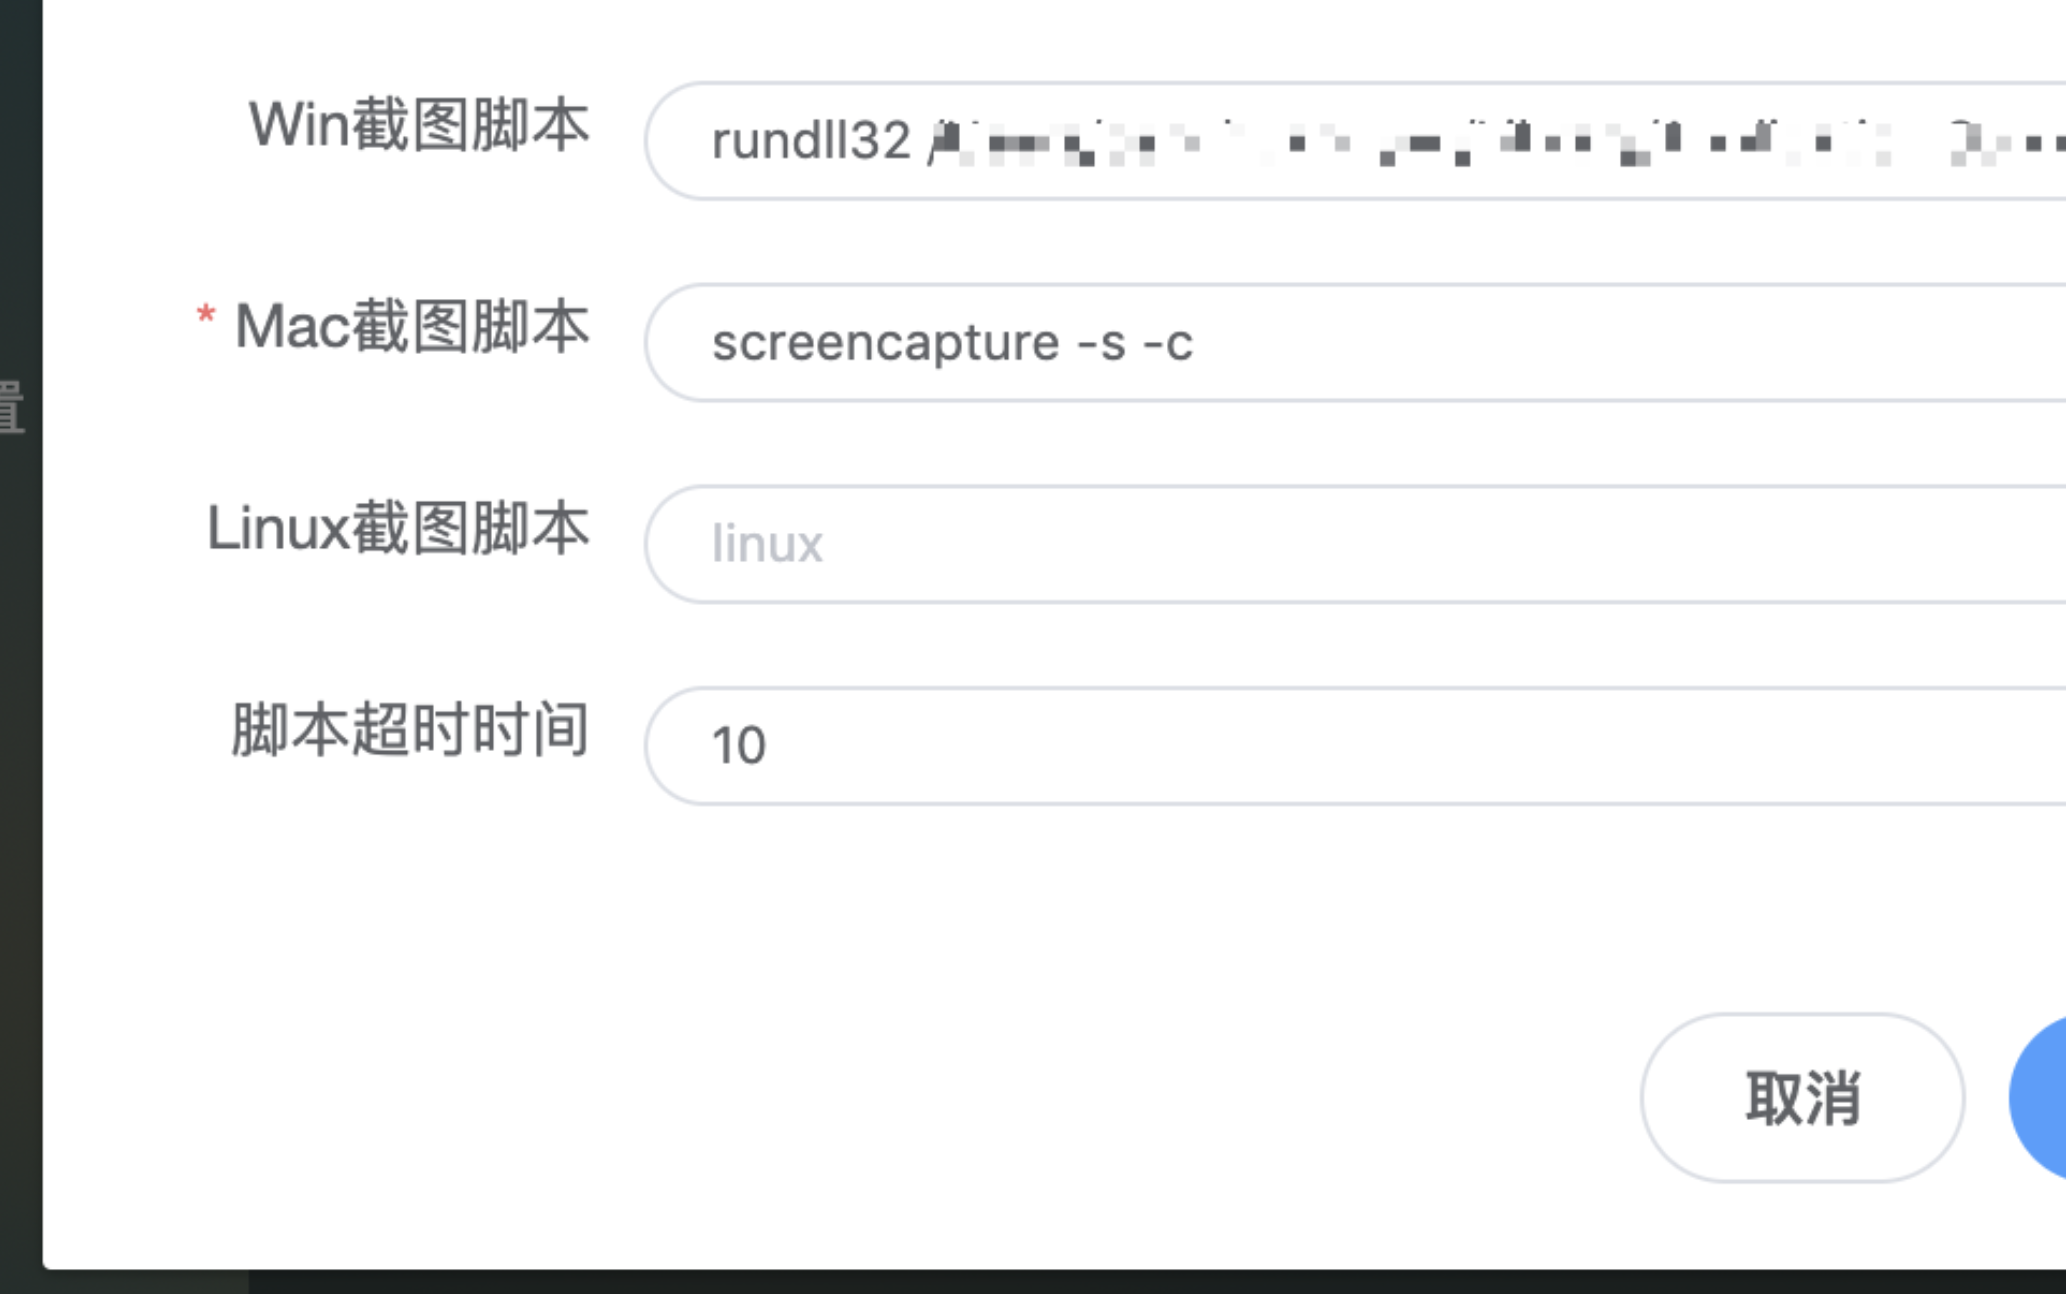 Win截图脚本
rundll32
* Mac截图脚本
screencapture -s -c
置
Linux截图脚本
linux
脚本超时时间
10
取消